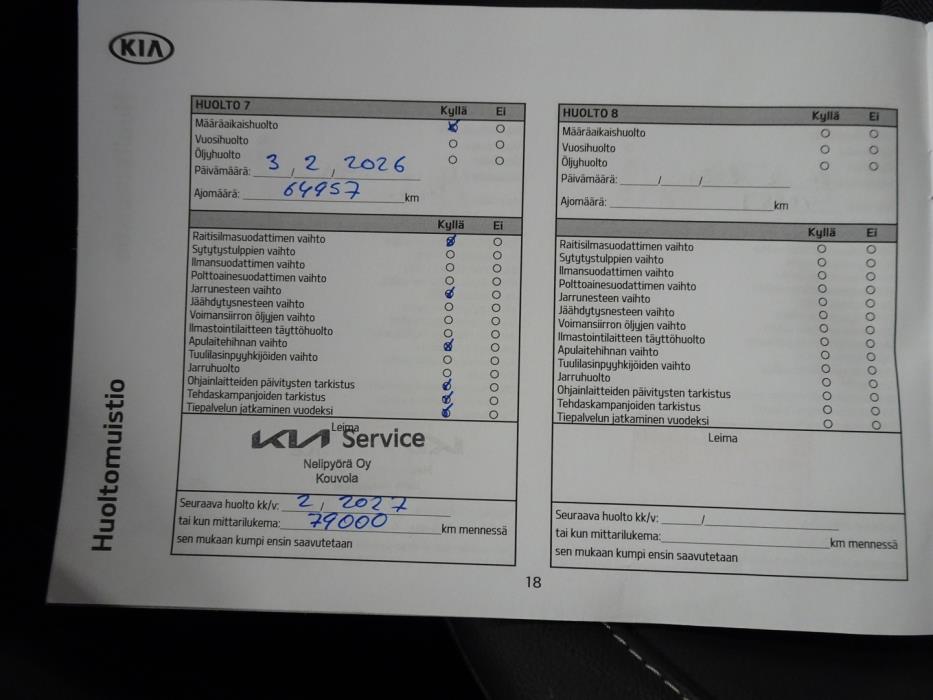 KIA
HUOLTO 7 Kyllä Ei
Määräaikaishuolto
Vuosihuolto
Öljyhuolto
Päivämäärä: 3, 2, 2026
Ajomäärä: 64957 km
Kyllä Ei
Raitisilmasuodattimen vaihto
Sytytystulppien vaihto
Ilmansuodattimen vaihto
Polttoainesuodattimen vaihto
Jarrunesteen vaihto
Jäähdytysnesteen vaihto
Voimansiirron öljyjen vaihto
Ilmastointilaitteen täyttöhuolto
Apulaitehihnan vaihto
Tuulilasinpyyhkijöiden vaihto
Jarruhuolto
Ohjainlaitteiden päivitysten tarkistus
Tehdaskampanjoiden tarkistus
Tiepalvelun jatkaminen vuodeksi
Leima
KIA Service
Nelipyörä Oy
Kouvola
Seuraava huolto kk/v: 2, 2027
tai kun mittarilukema: 79000 km mennessä
sen mukaan kumpi ensin saavutetaan
HUOLTO 8 Kyllä Ei
Määräaikaishuolto
Vuosihuolto
Öljyhuolto
Päivämäärä: / /
Ajomäärä: km
Kyllä Ei
Raitisilmasuodattimen vaihto
Sytytystulppien vaihto
Ilmansuodattimen vaihto
Polttoainesuodattimen vaihto
Jarrunesteen vaihto
Jäähdytysnesteen vaihto
Voimansiirron öljyjen vaihto
Ilmastointilaitteen täyttöhuolto
Apulaitehihnan vaihto
Tuulilasinpyyhkijöiden vaihto
Jarruhuolto
Ohjainlaitteiden päivitysten tarkistus
Tehdaskampanjoiden tarkistus
Tiepalvelun jatkaminen vuodeksi
Leima
Seuraava huolto kk/v: /
tai kun mittarilukema: km mennessä
sen mukaan kumpi ensin saavutetaan
Huoltomuistio
18